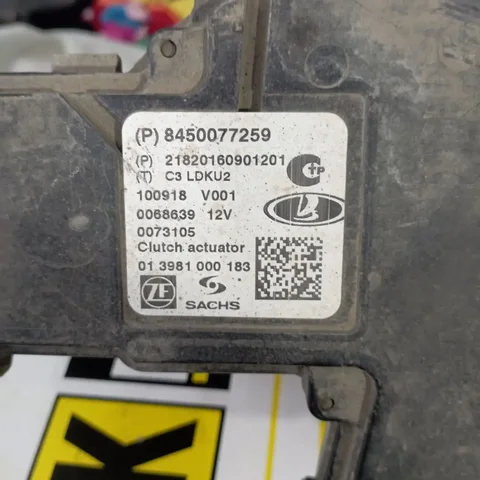 (P) 8450077259
(P) 21820160901201
(T) C3 LDKU2
100918 V001
0068639 12V
0073105
Clutch actuator
01 3981 000 183
ZF SACHS
K